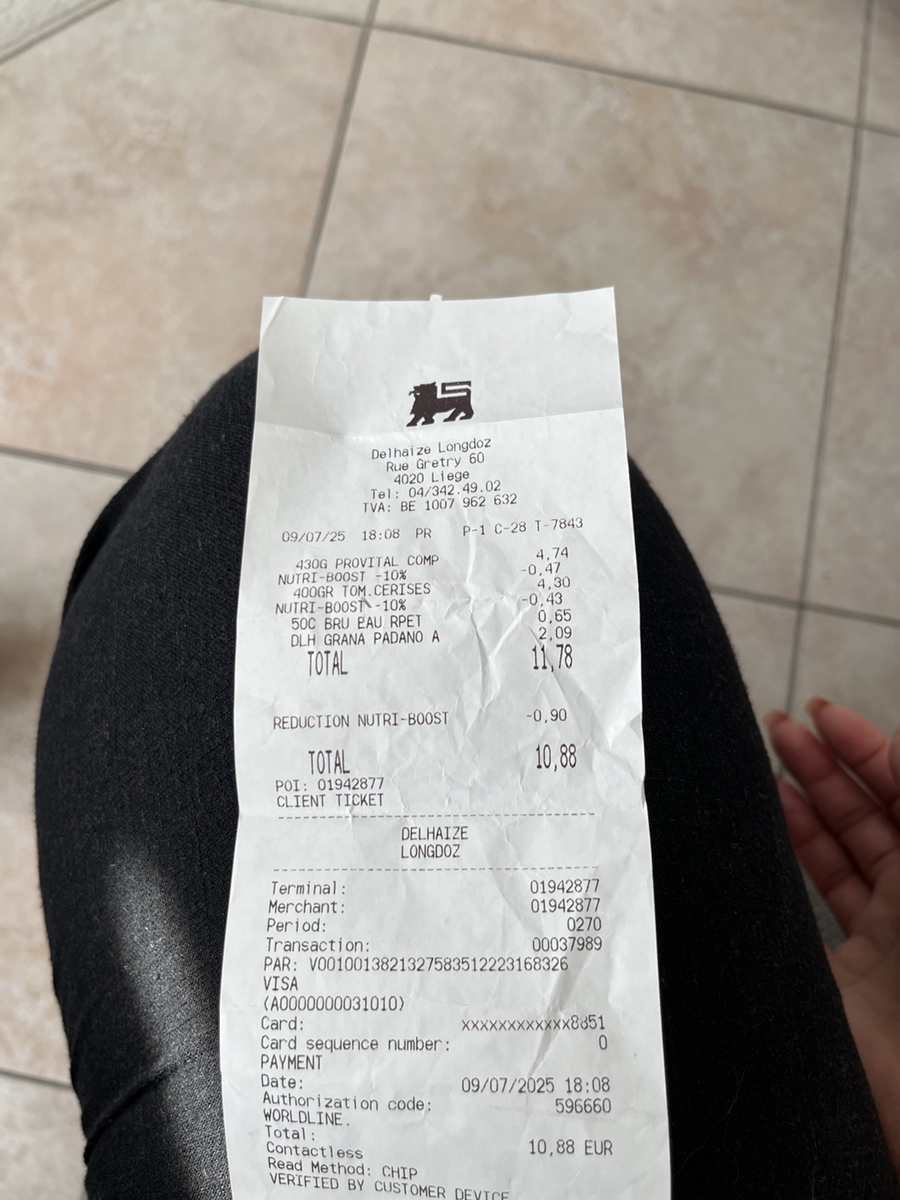 Delhaize Longdoz
Rue Gretry 60
4020 Liege
Tel: 04/342.49.02
TVA: BE 1007 962 632
09/07/25 18:08 PR P-1 C-28 T-7843
430G PROVITAL COMP 4,74
NUTRI-BOOST -10% -0,47
400GR TOM.CERISES 4,30
NUTRI-BOOST -10% -0,43
50C BRU EAU RPET 0,65
DLH GRANA PADANO A 2,09
TOTAL 11,78
REDUCTION NUTRI-BOOST -0,90
TOTAL 10,88
POI: 01942877
CLIENT TICKET
DELHAIZE
LONGDOZ
Terminal: 01942877
Merchant: 01942877
Period: 0270
Transaction: 00037989
PAR: V0010013821327583512223168326
VISA
(A0000000031010)
Card:
Card sequence number: 0
PAYMENT
Date: 09/07/2025 18:08
Authorization code: 596660
WORLDLINE.
Total:
Contactless 10,88 EUR
Read Method: CHIP
VERIFIED BY CUSTOMER DEVICE